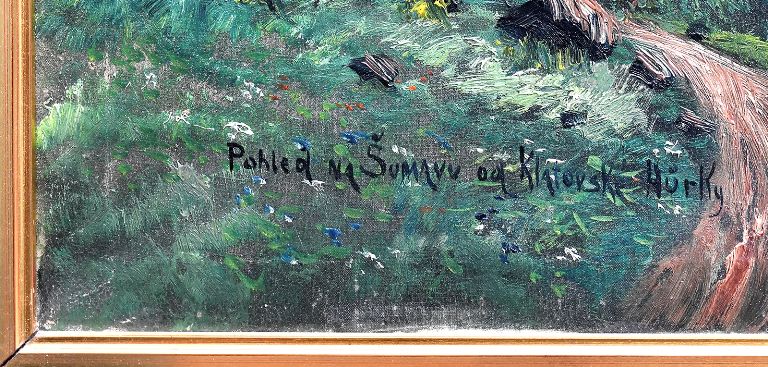 Pohled na Šumavu od Klatovské Hůrky